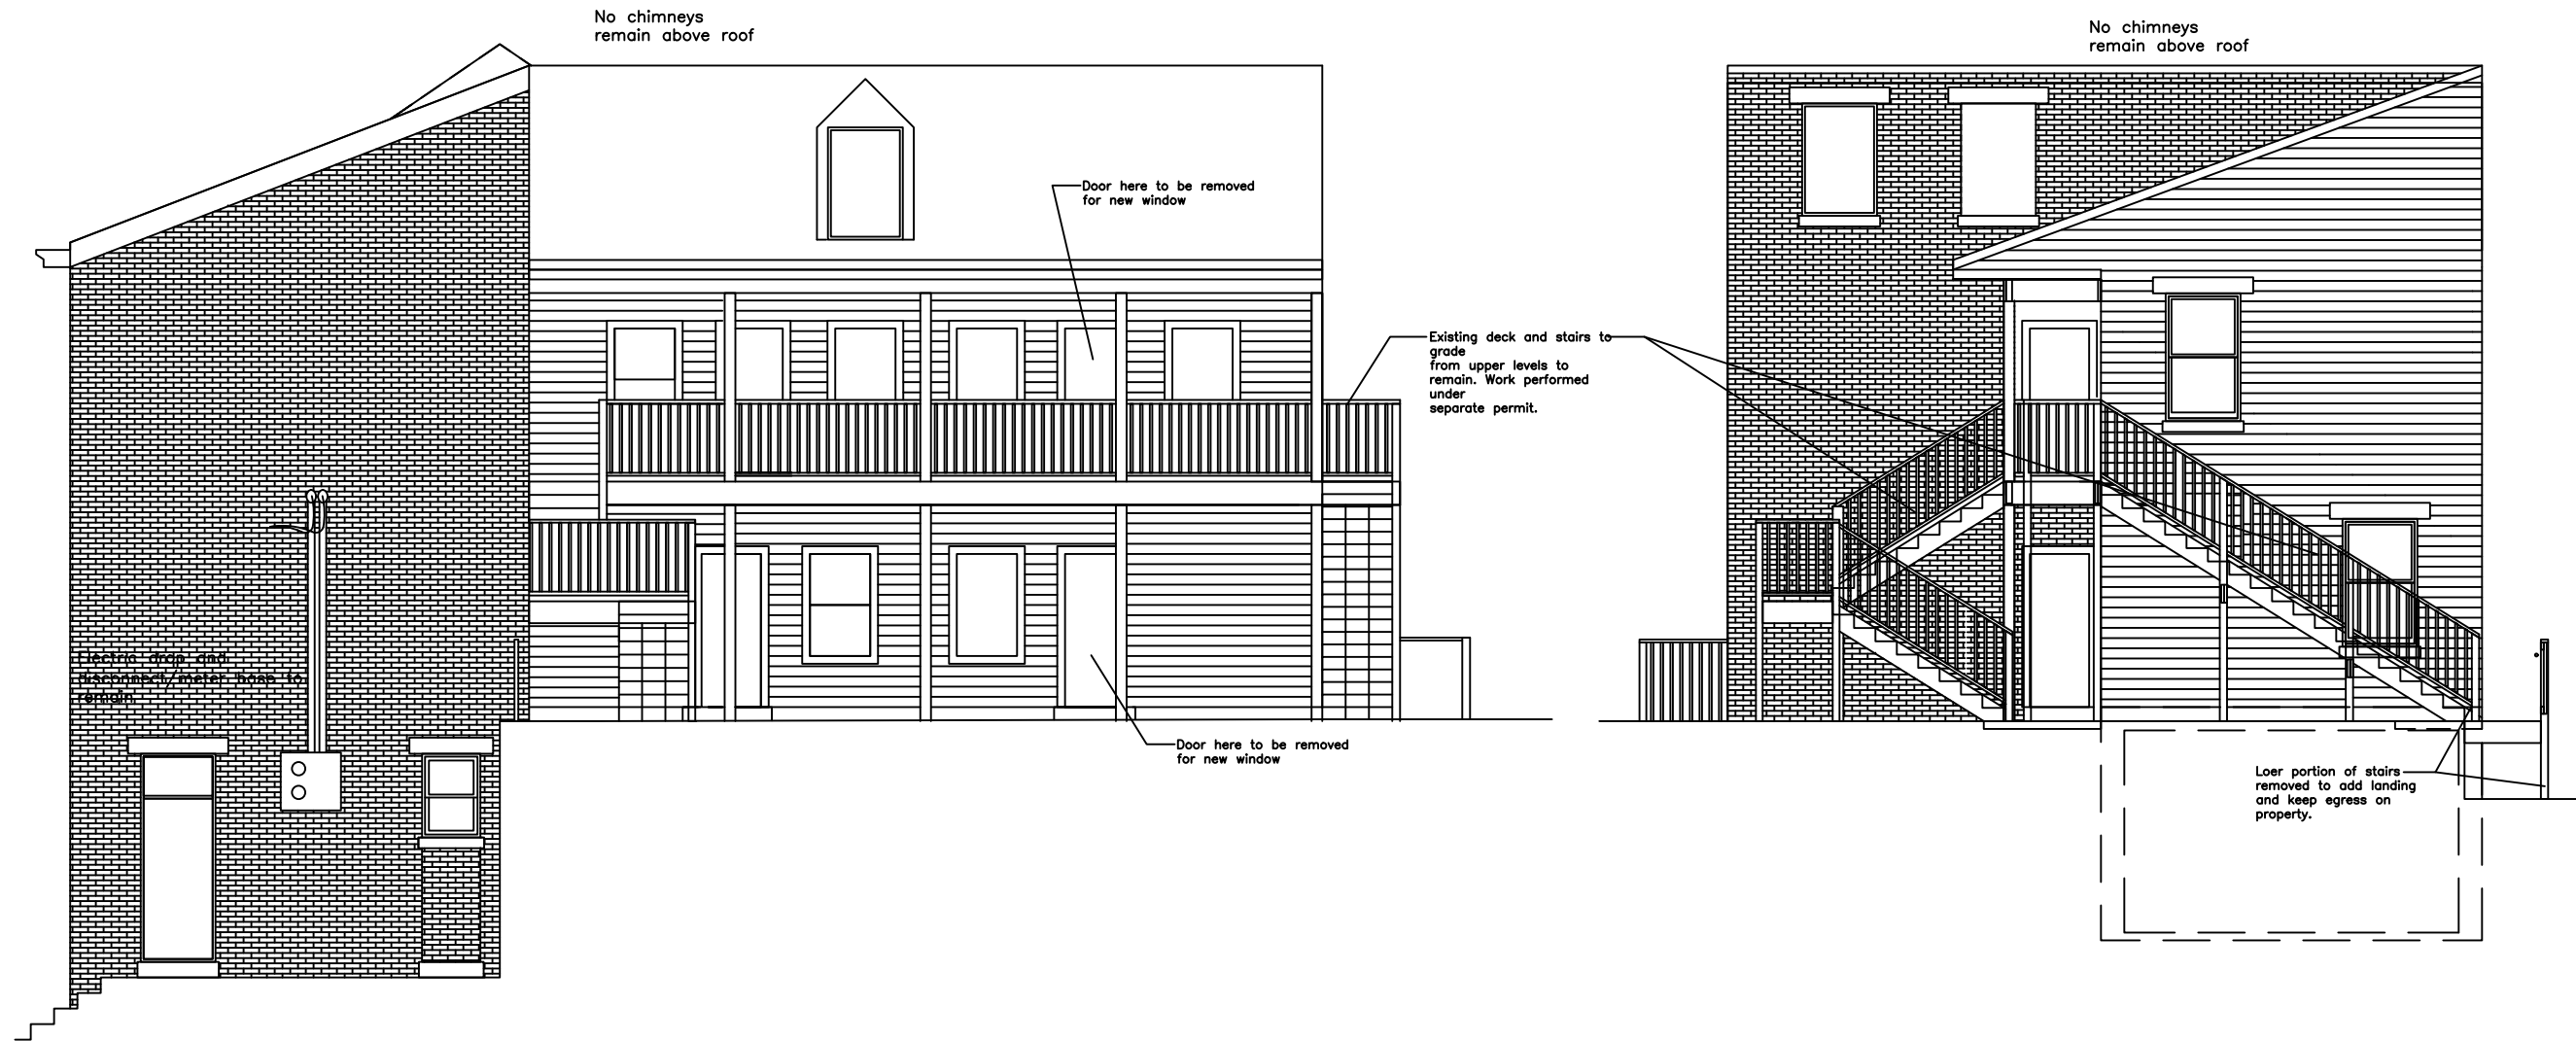 No chimneys
remain above roof
No chimneys
remain above roof
Door here to be removed
for new window
Existing deck and stairs to
grade
from upper levels to
remain. Work performed
under
separate permit.
Electric drop and
disconnect/meter base to
remain
Door here to be removed
for new window
Loer portion of stairs
removed to add landing
and keep egress on
property.